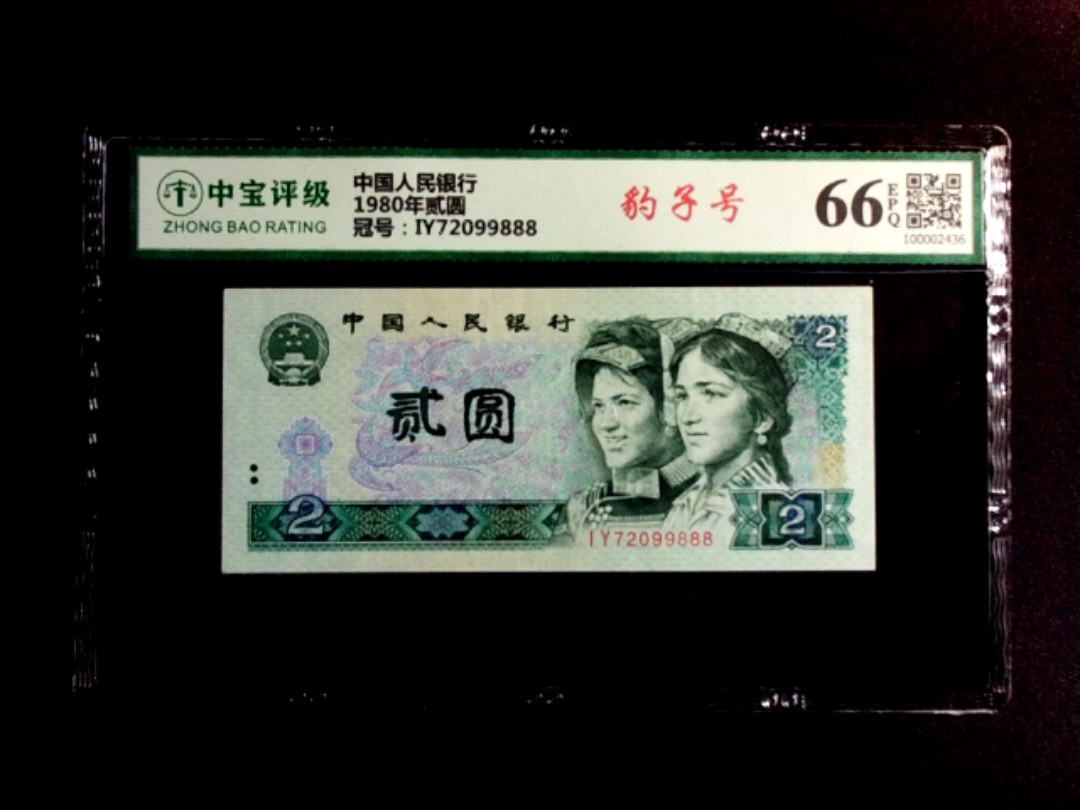 中宝评级
ZHONG BAO RATING
中国人民银行
1980年贰圆
冠号：IY72099888
豹子号
66
EPQ
100002436
中国人民银行
2
贰圆
2
2
IY72099888